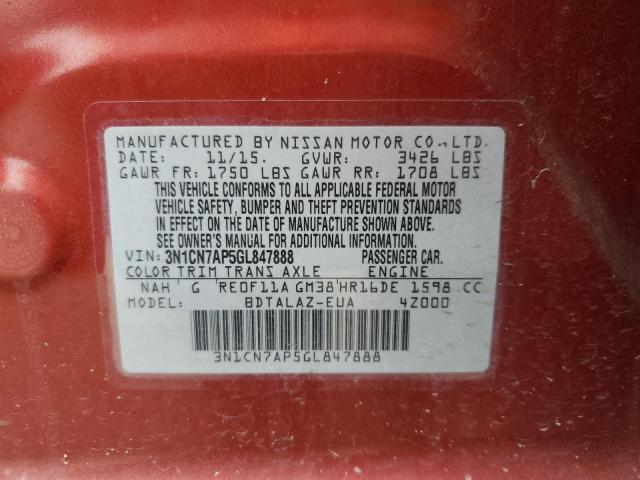 MANUFACTURED BY NISSAN MOTOR CO.,LTD.
DATE: 11/15. GVWR: 3426 LBS
GAWR FR: 1750 LBS GAWR RR: 1708 LBS
THIS VEHICLE CONFORMS TO ALL APPLICABLE FEDERAL MOTOR
VEHICLE SAFETY, BUMPER AND THEFT PREVENTION STANDARDS
IN EFFECT ON THE DATE OF MANUFACTURE SHOWN ABOVE.
SEE OWNER'S MANUAL FOR ADDITIONAL INFORMATION.
VIN: 3N1CN7AP5GL847888 PASSENGER CAR.
COLOR TRIM TRANS AXLE ENGINE
NAH G RE0F11A GM38 HR16DE 1598 CC
MODEL: BDTALAZ-EUA 4Z000
3N1CN7AP5GL847888